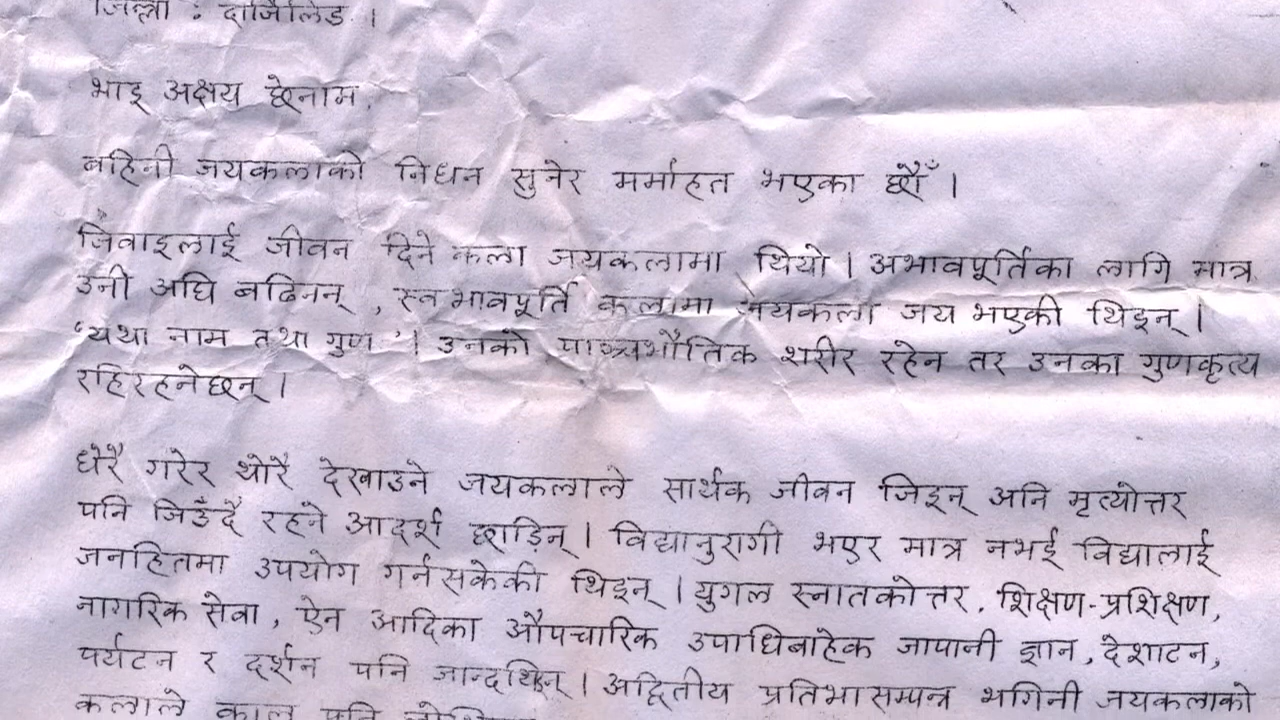 जिल्ला : दार्जिलिङ ।
भाइ अक्षय छेनाम,
बहिनी जयकलाको निधन सुनेर मर्माहत भएका छौँ ।
जिवाइलाई जीवन दिने कला जयकलामा थियो । अभावपूर्तिका लागि मात्र
उनी अघि बढिनन् , स्वभावपूर्ति कलामा जयकला जय भएकी थिइन् ।
‘यथा नाम तथा गुण ’। उनको पाञ्चभौतिक शरीर रहेन तर उनका गुणकृत्य
रहिरहनेछन् ।
धेरै गरेर थोरै देखाउने जयकलाले सार्थक जीवन जिइन् अनि मृत्योत्तर
पनि जिउँदै रहने आदर्श छाड़िन् । विद्यानुरागी भएर मात्र नभई विद्यालाई
जनहितमा उपयोग गर्नसकेकी थिइन् । युगल स्नातकोत्तर, शिक्षण-प्रशिक्षण,
नागरिक सेवा, ऐन आदिका औपचारिक उपाधिबाहेक जापानी ज्ञान, देशाटन,
पर्यटन र दर्शन पनि जान्दथिन् । अद्वितीय प्रतिभासम्पन्न भगिनी जयकलाको
कलाले काल पनि